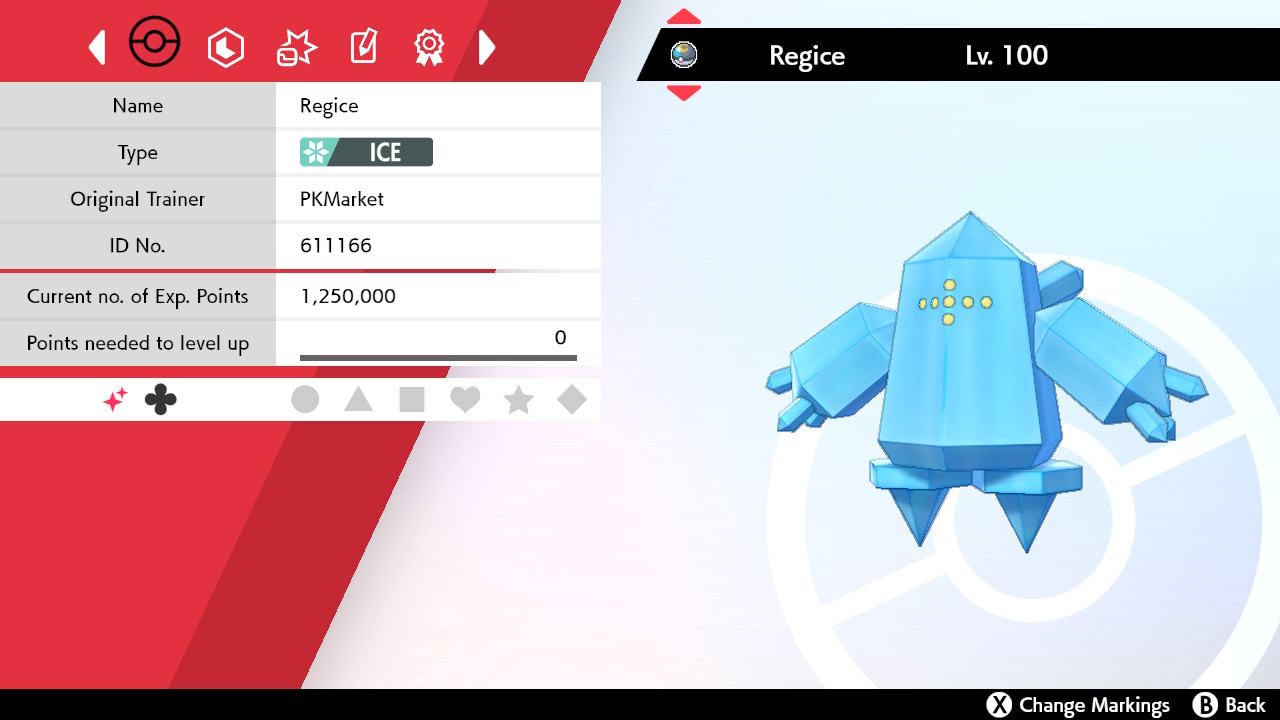 Regice Lv. 100
Name Regice
Type ICE
Original Trainer PKMarket
ID No. 611166
Current no. of Exp. Points 1,250,000
Points needed to level up 0
X Change Markings B Back